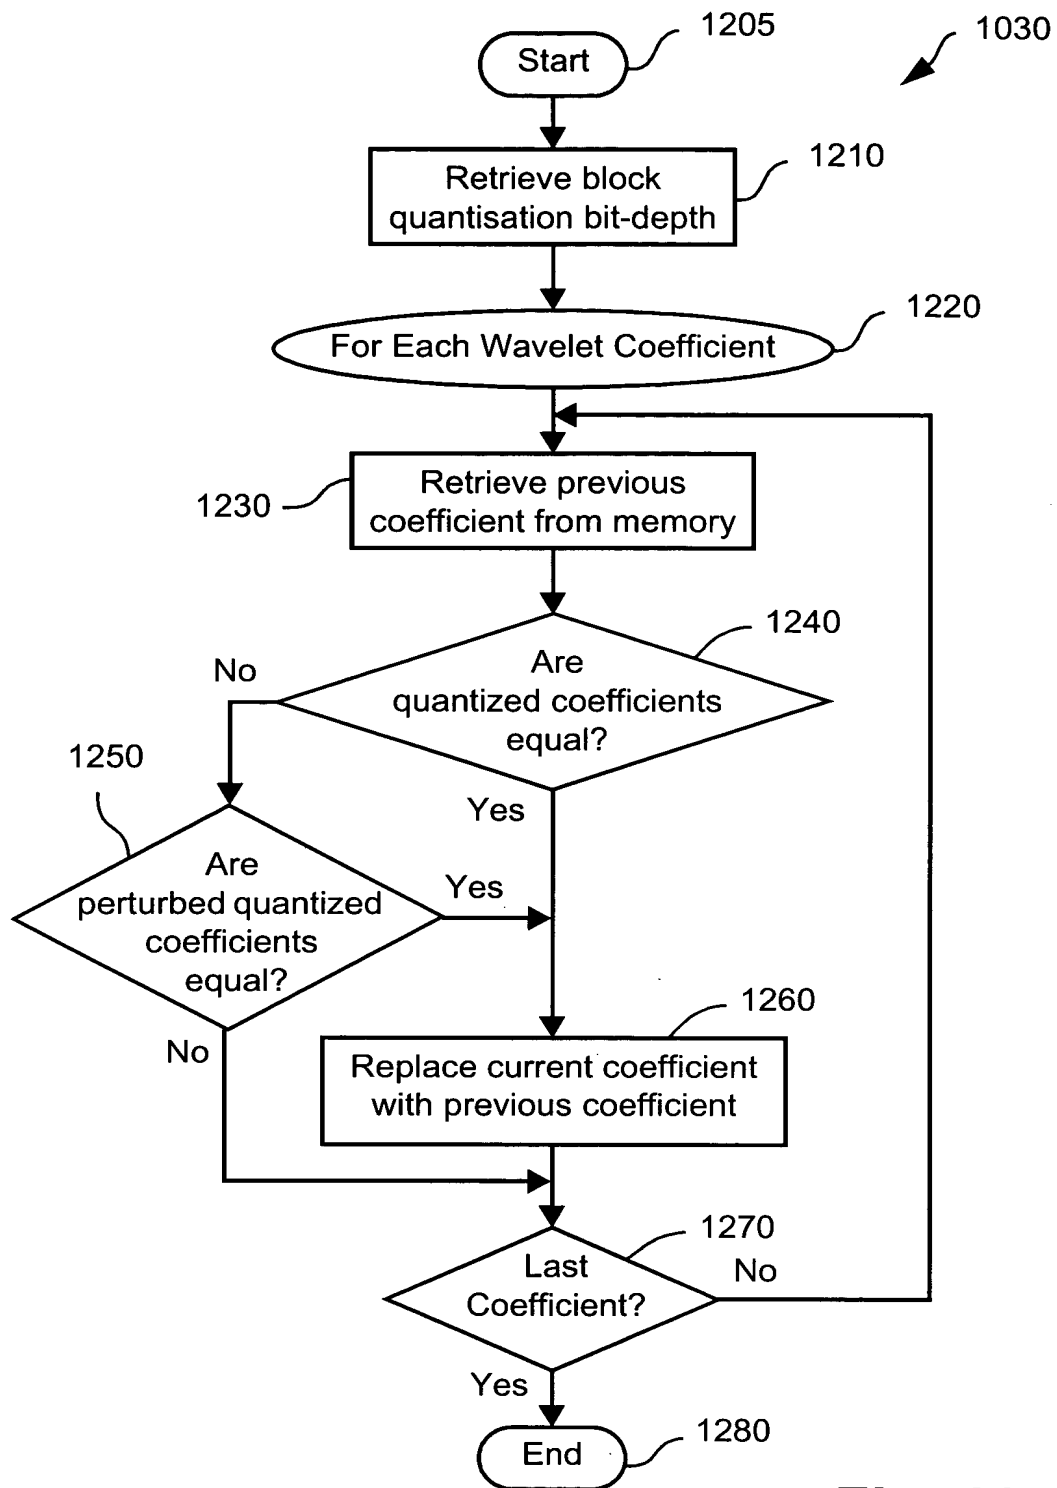 1205
1030
Start
1210
Retrieve block
quantisation bit-depth
1220
For Each Wavelet Coefficient
1230
Retrieve previous
coefficient from memory
1240
No
Are
quantized coefficients
equal?
1250
Yes
Are
perturbed quantized
coefficients
equal?
Yes
1260
No
Replace current coefficient
with previous coefficient
1270
Last
Coefficient?
No
Yes
End
1280